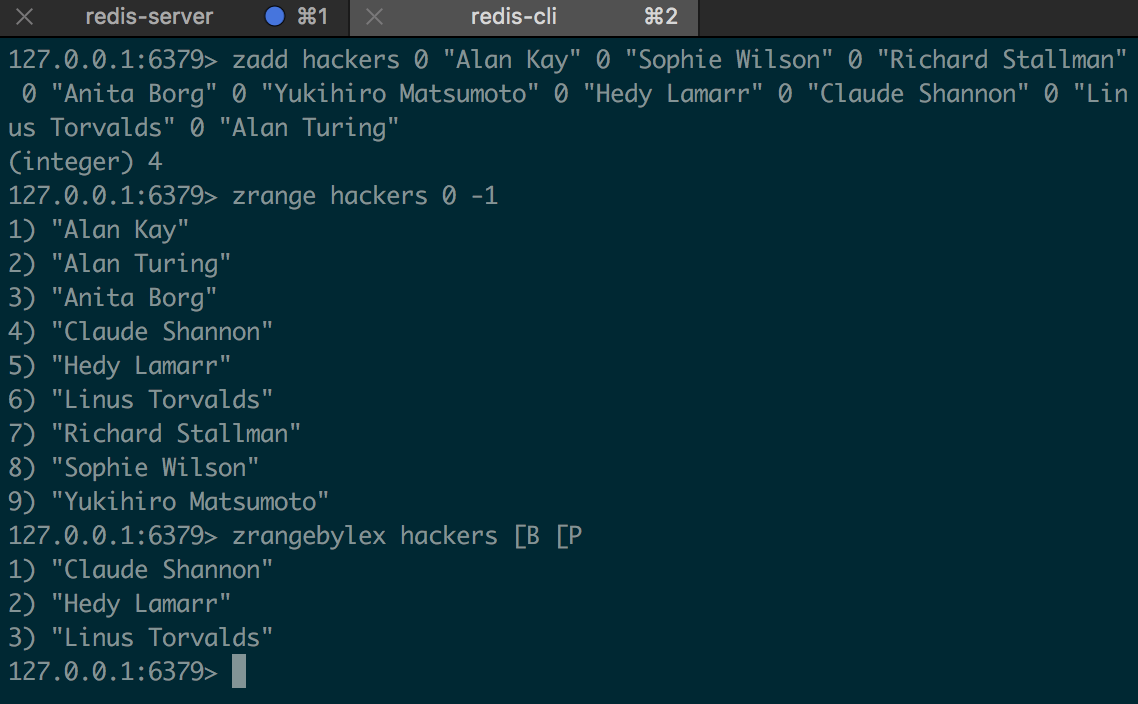 redis-server ⌘1 redis-cli ⌘2
127.0.0.1:6379> zadd hackers 0 "Alan Kay" 0 "Sophie Wilson" 0 "Richard Stallman"
0 "Anita Borg" 0 "Yukihiro Matsumoto" 0 "Hedy Lamarr" 0 "Claude Shannon" 0 "Lin
us Torvalds" 0 "Alan Turing"
(integer) 4
127.0.0.1:6379> zrange hackers 0 -1
1) "Alan Kay"
2) "Alan Turing"
3) "Anita Borg"
4) "Claude Shannon"
5) "Hedy Lamarr"
6) "Linus Torvalds"
7) "Richard Stallman"
8) "Sophie Wilson"
9) "Yukihiro Matsumoto"
127.0.0.1:6379> zrangebylex hackers [B [P
1) "Claude Shannon"
2) "Hedy Lamarr"
3) "Linus Torvalds"
127.0.0.1:6379>